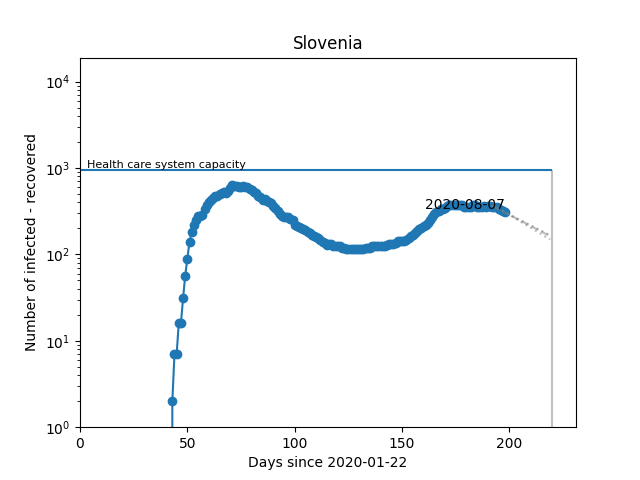 Slovenia
Number of infected - recovered
10^4
10^3
10^2
10^1
10^0
Health care system capacity
2020-08-07
0 50 100 150 200
Days since 2020-01-22